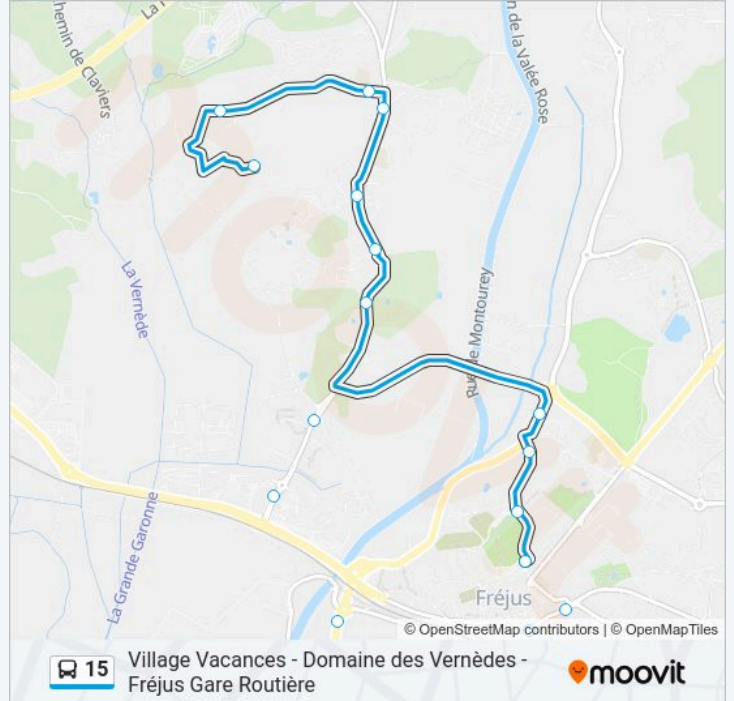 La
Chemin de Claviers
n de la Valée Rose
La Vernède
Rue de Montourey
La Grande Garonne
Fréjus
© OpenStreetMap contributors | © OpenMapTiles
15
Village Vacances - Domaine des Vernèdes -
Fréjus Gare Routière
moovit